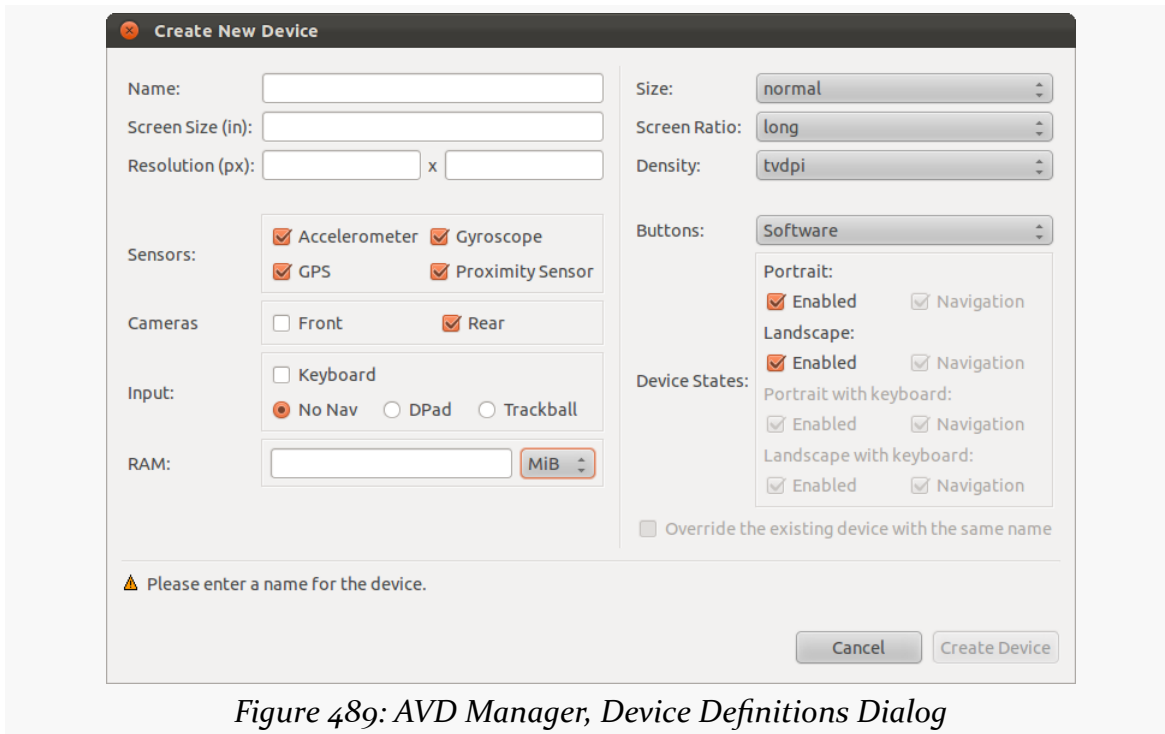 Create New Device
Name:
Screen Size (in):
Resolution (px): x
Sensors:
Accelerometer Gyroscope
GPS Proximity Sensor
Cameras
Front Rear
Input:
Keyboard
No Nav DPad Trackball
RAM: MiB
Size: normal
Screen Ratio: long
Density: tvdpi
Buttons: Software
Device States:
Portrait:
Enabled Navigation
Landscape:
Enabled Navigation
Portrait with keyboard:
Enabled Navigation
Landscape with keyboard:
Enabled Navigation
Override the existing device with the same name
Please enter a name for the device.
Cancel Create Device
Figure 489: AVD Manager, Device Definitions Dialog